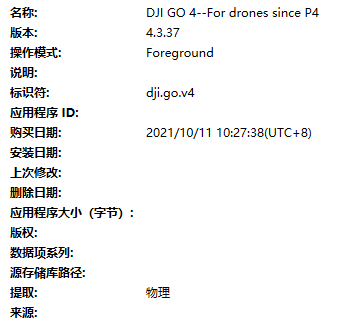 名称: DJI GO 4--For drones since P4
版本: 4.3.37
操作模式: Foreground
说明:
标识符: dji.go.v4
应用程序 ID:
购买日期: 2021/10/11 10:27:38(UTC+8)
安装日期:
上次修改:
删除日期:
应用程序大小（字节）:
版权:
数据项系列:
源存储库路径:
提取: 物理
来源: